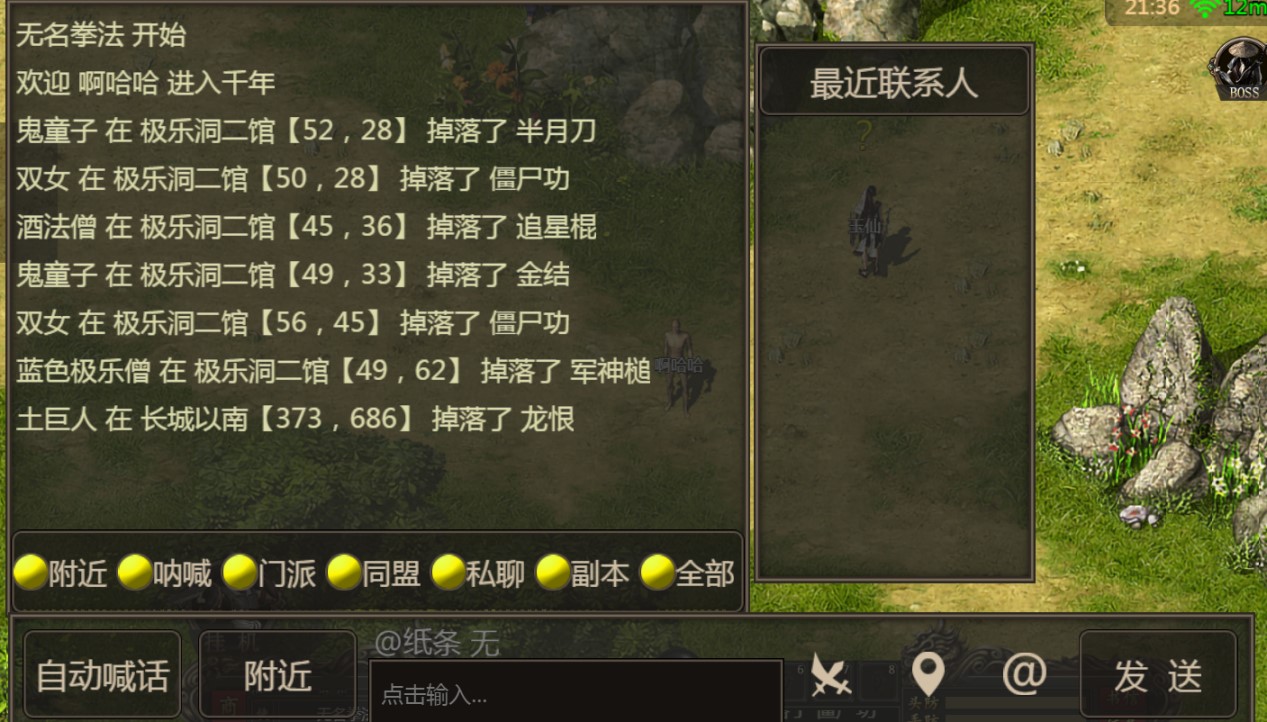 无名拳法 开始
欢迎 啊哈哈 进入千年
鬼童子 在 极乐洞二馆【52，28】 掉落了 半月刀
双女 在 极乐洞二馆【50，28】 掉落了 僵尸功
酒法僧 在 极乐洞二馆【45，36】 掉落了 追星棍
鬼童子 在 极乐洞二馆【49，33】 掉落了 金结
双女 在 极乐洞二馆【56，45】 掉落了 僵尸功
蓝色极乐僧 在 极乐洞二馆【49，62】 掉落了 军神槌
土巨人 在 长城以南【373，686】 掉落了 龙恨
啊哈哈
附近 呐喊 门派 同盟 私聊 副本 全部
最近联系人
21:36 12m
BOSS
@纸条 无
自动喊话 附近 点击输入... @ 发 送